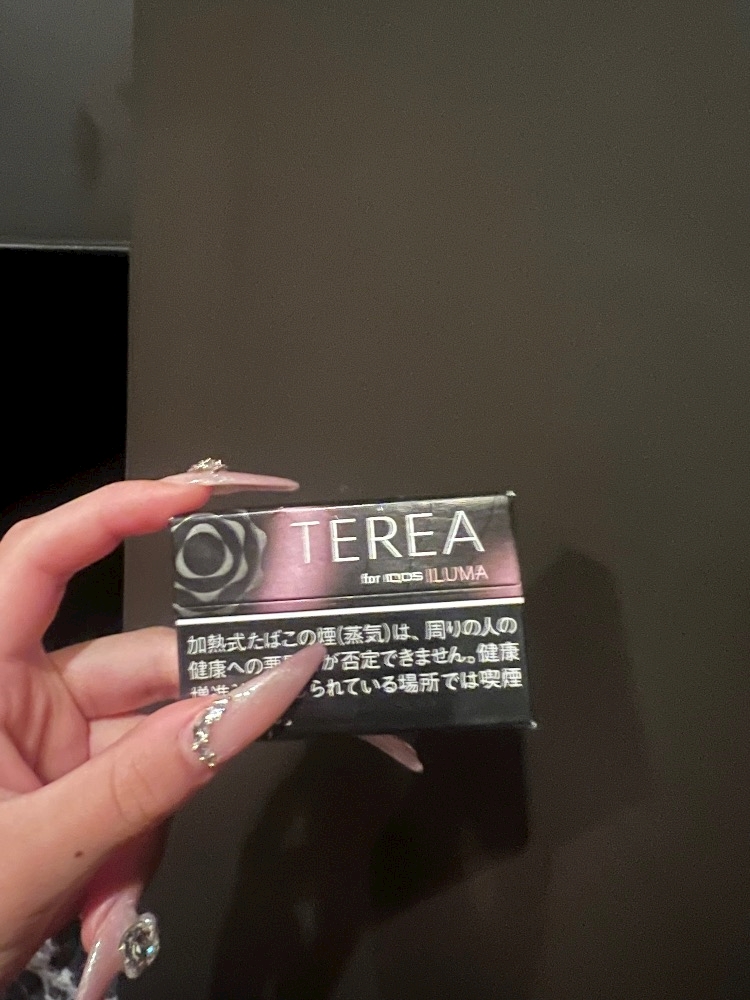 TEREA
for IQOS ILUMA
加熱式たばこの煙(蒸気)は、周りの人の
健康への が否定できません。健康
られている場所では喫煙